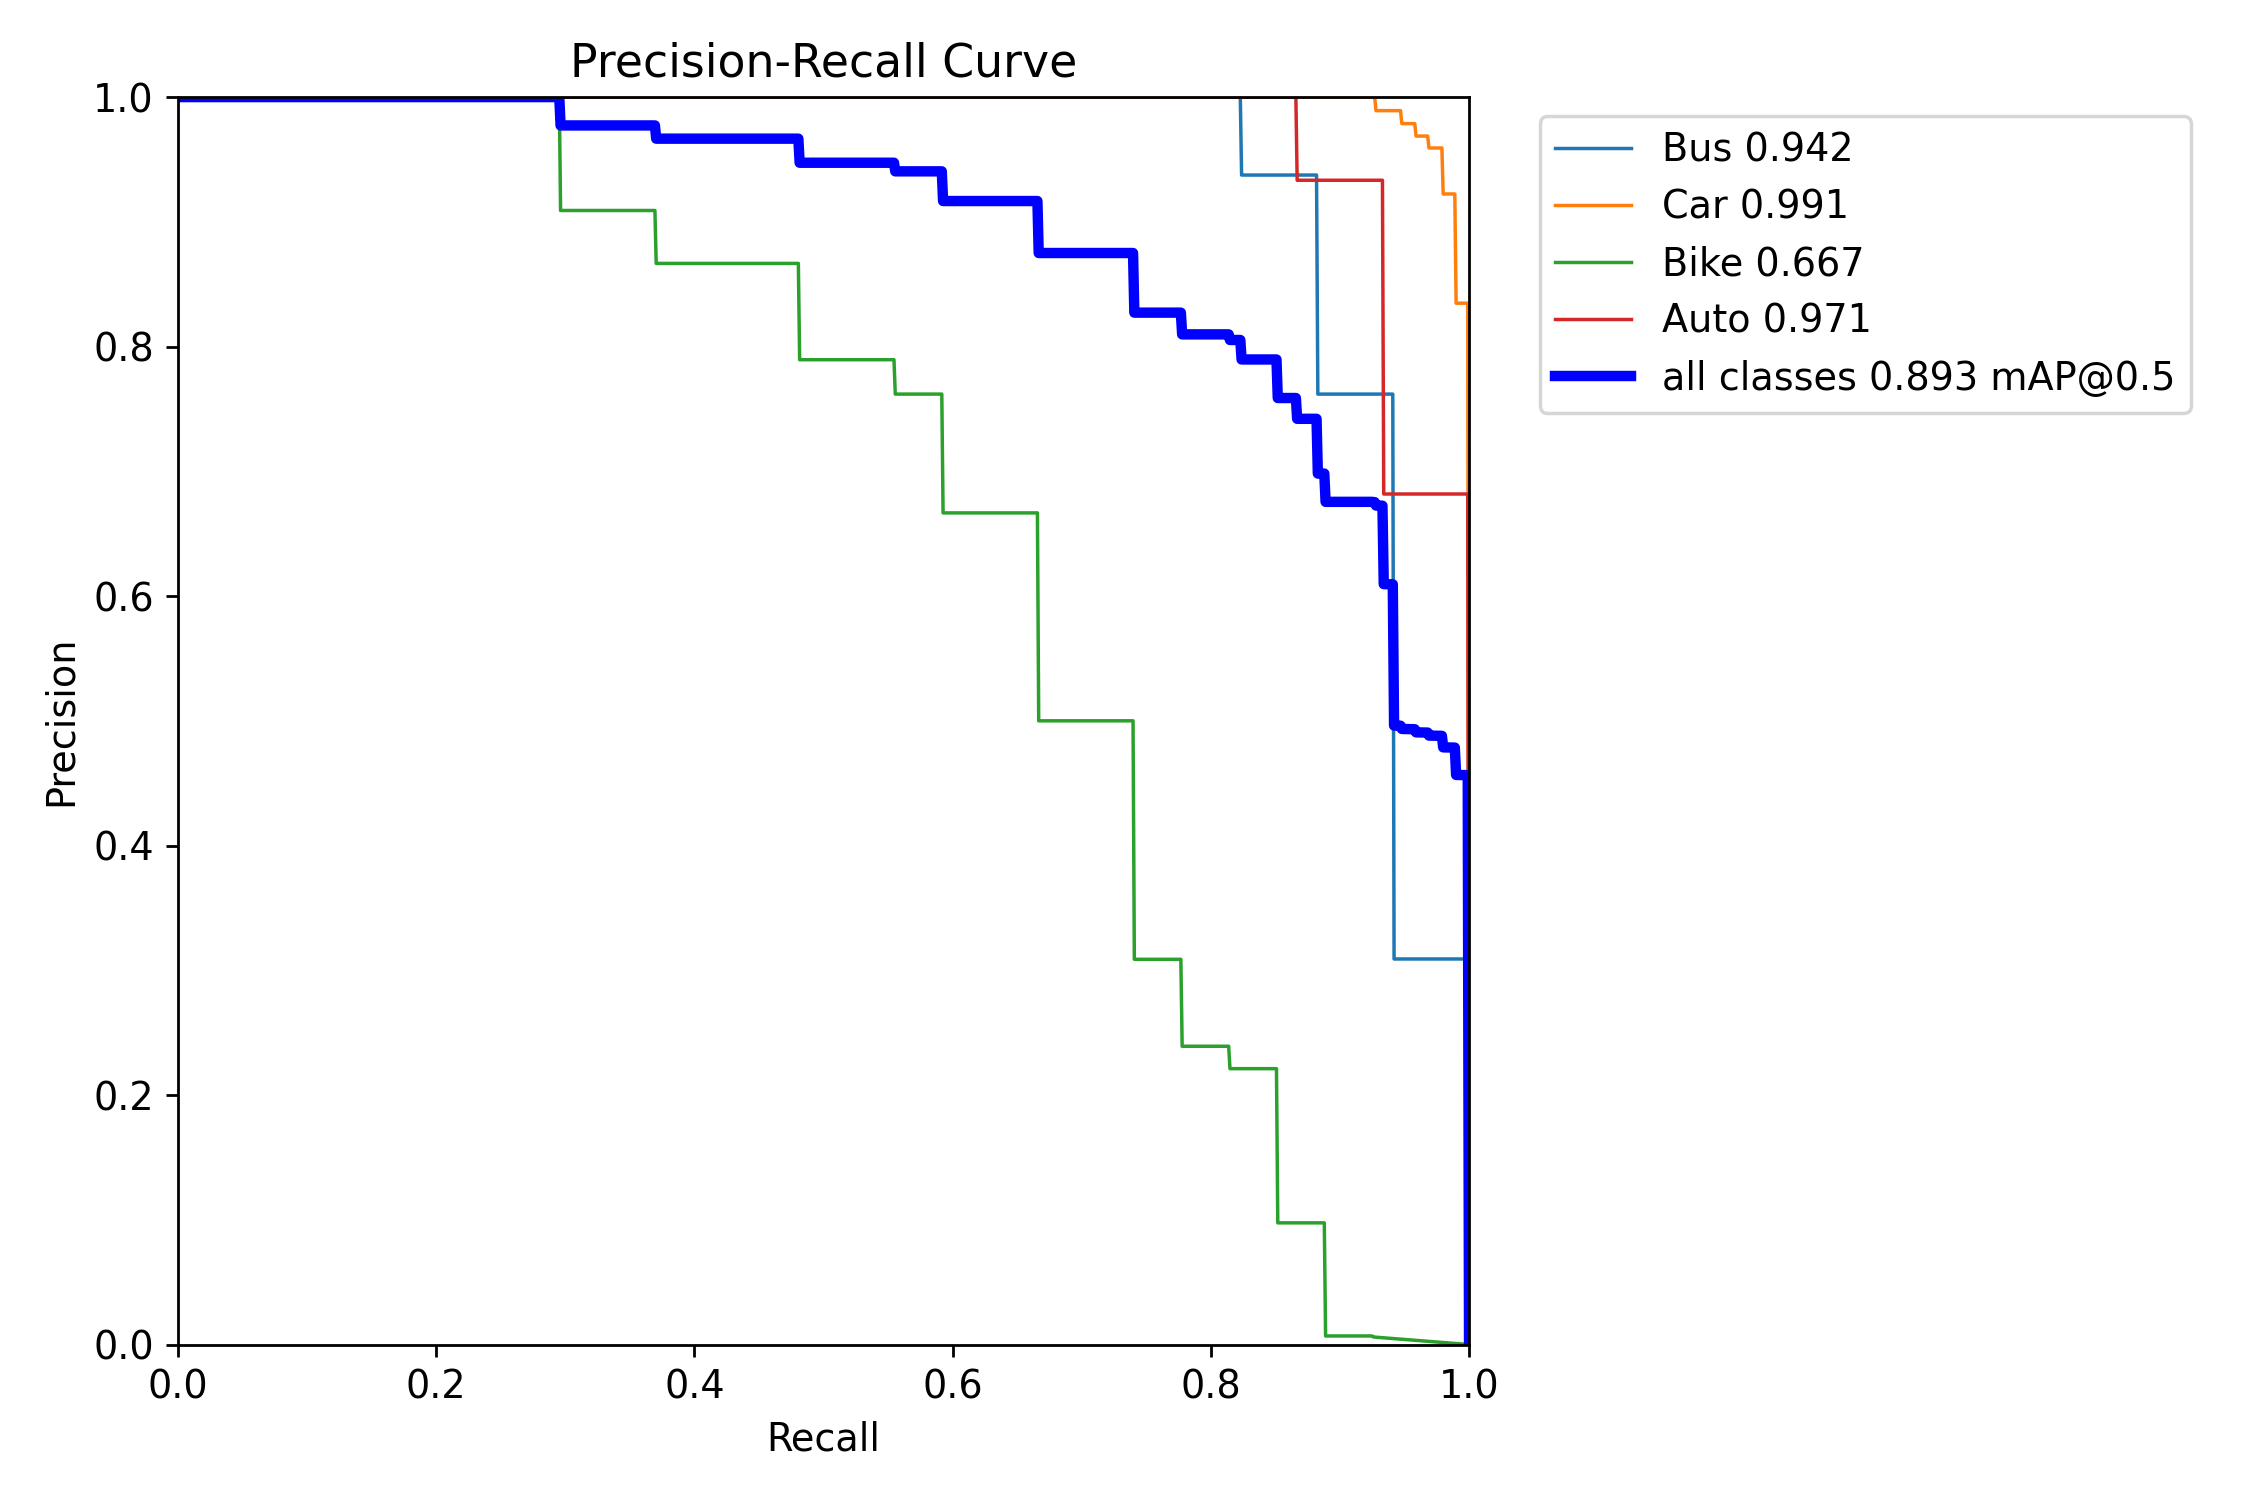 Precision-Recall Curve
1.0
0.8
0.6
0.4
0.2
0.0
Precision
0.0 0.2 0.4 0.6 0.8 1.0
Recall
Bus 0.942
Car 0.991
Bike 0.667
Auto 0.971
all classes 0.893 mAP@0.5